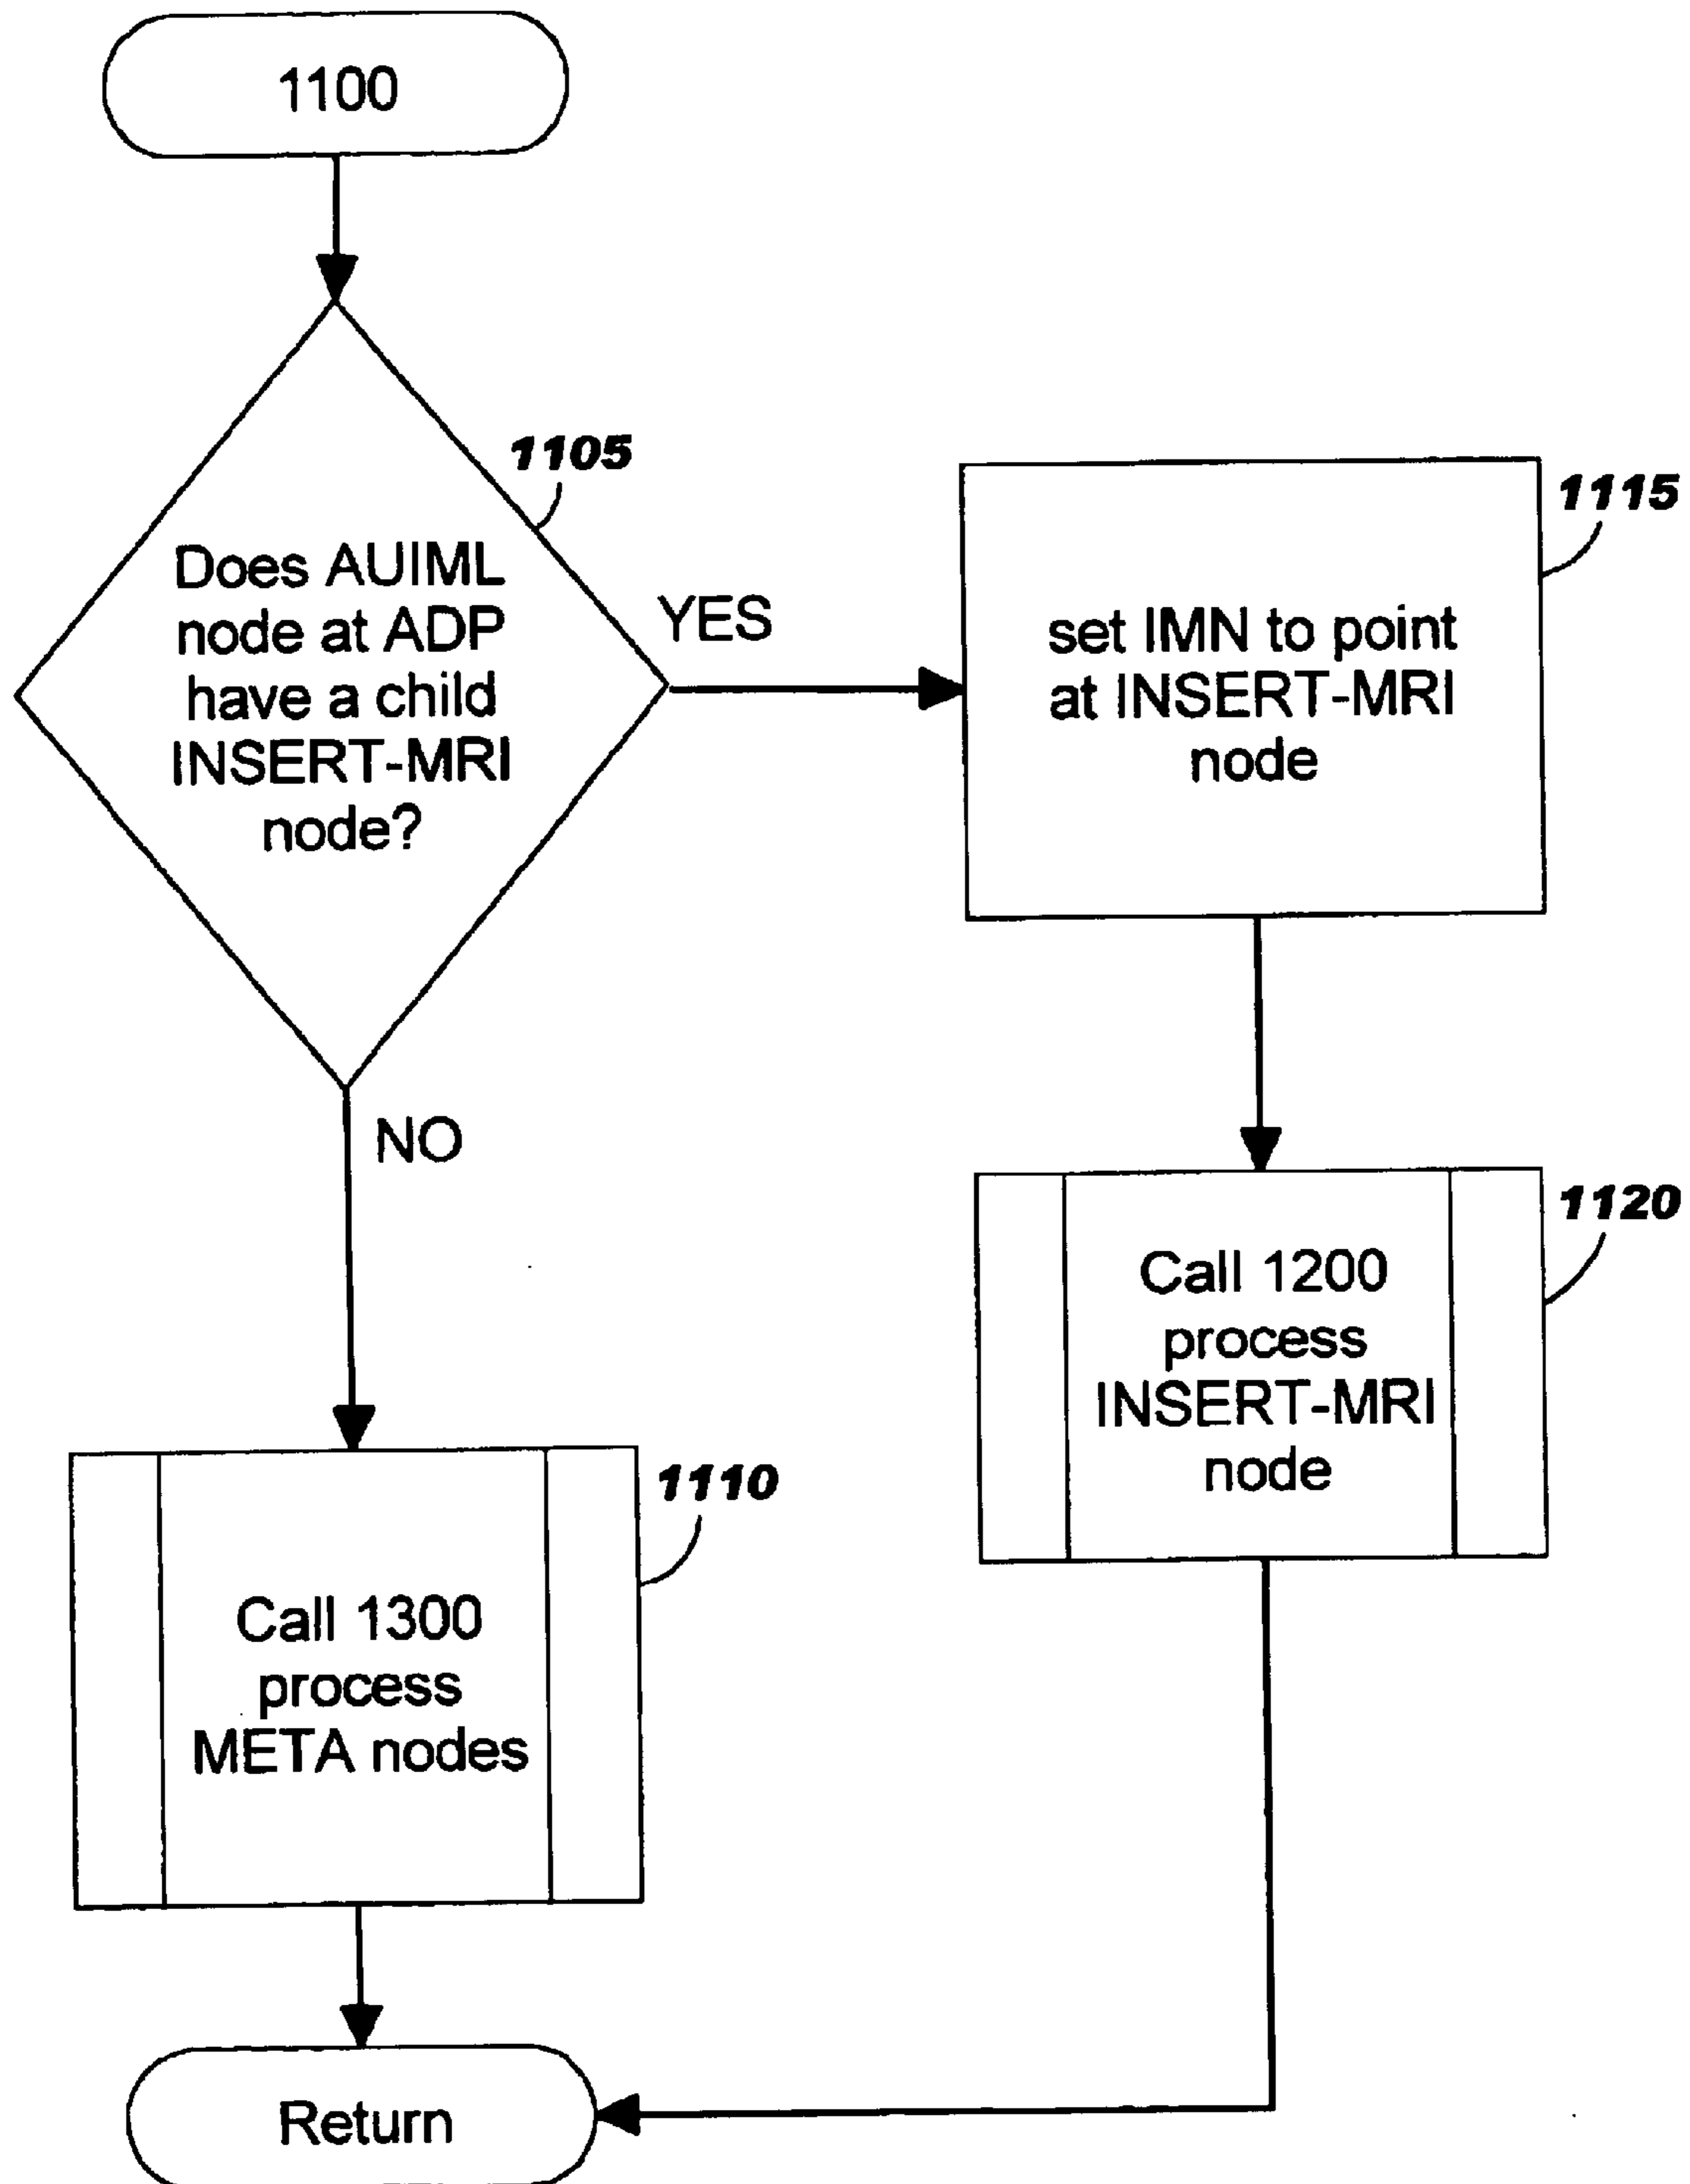 1100
1105
Does AUIML
node at ADP
have a child
INSERT-MRI
node?
YES
1115
set IMN to point
at INSERT-MRI
node
NO
1120
Call 1200
process
INSERT-MRI
node
1110
Call 1300
process
META nodes
Return